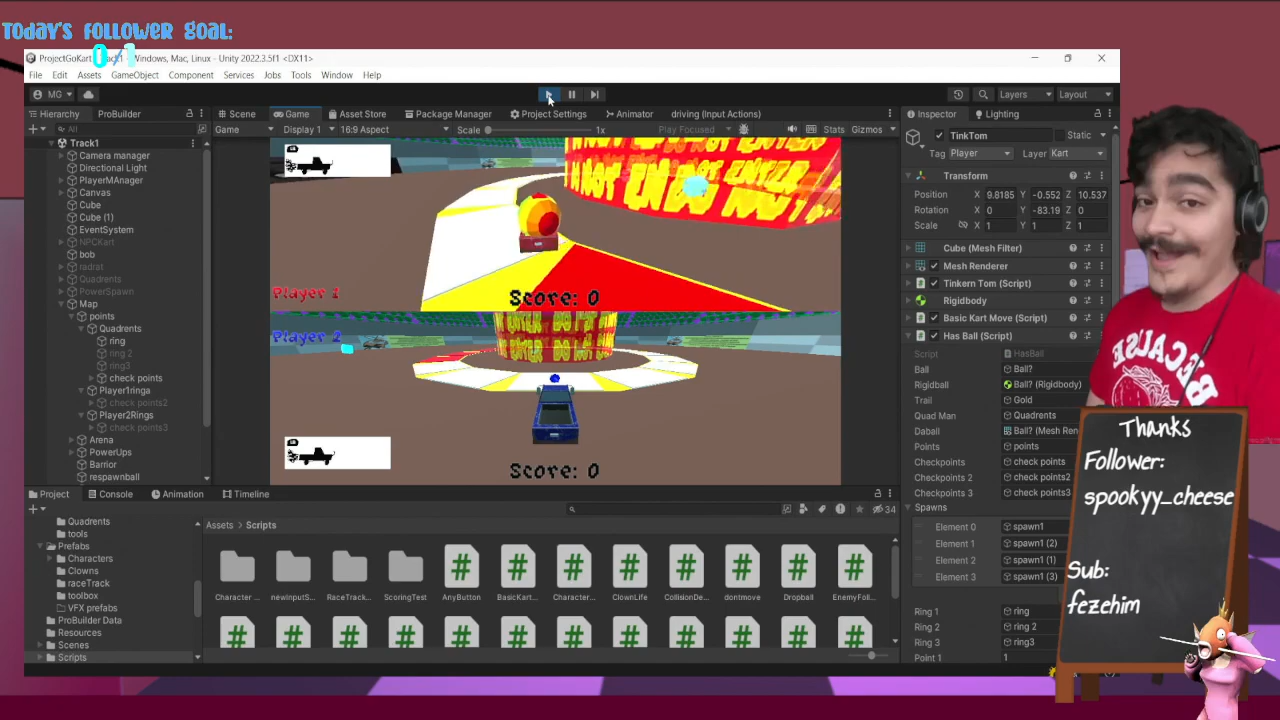 Today's follower goal:
0/1
ProjectGoKart
Track1 - Windows, Mac, Linux - Unity 2022.3.5f1 <DX11>
File Edit Assets GameObject Component Services Jobs Tools Window Help
MG
Layers Layout
Hierarchy ProBuilder
Scene Game Asset Store Package Manager Project Settings Animator driving (Input Actions)
Inspector Lighting
All
Game Display 1 16:9 Aspect Scale 1x Play Focused Stats Gizmos
Track1
Camera manager
Directional Light
PlayerMAnager
Canvas
Cube
Cube (1)
EventSystem
NPCKart
bob
radrat
Quadrents
PowerSpawn
Map
points
Quadrents
ring
ring 2
ring3
check points
Player1ringa
check points2
Player2Rings
check points3
Arena
PowerUps
Barrior
respawnball
Player 1
Score: 0
Player 2
Score: 0
TinkTom Static
Tag Player Layer Kart
Transform
Position X 9.8185 Y -0.552 Z 10.537
Rotation X 0 Y -83.19 Z 0
Scale X 1 Y 1 Z 1
Cube (Mesh Filter)
Mesh Renderer
Tinkern Tom (Script)
Rigidbody
Basic Kart Move (Script)
Has Ball (Script)
Script HasBall
Ball Ball?
Rigidball Ball? (Rigidbody)
Trail Gold
Quad Man Quadrents
Daball Ball? (Mesh Ren
Points points
Checkpoints check points
Checkpoints 2 check points2
Checkpoints 3 check points3
Spawns
Element 0 spawn1
Element 1 spawn1 (2)
Element 2 spawn1 (1)
Element 3 spawn1 (3)
Ring 1 ring
Ring 2 ring 2
Ring 3 ring3
Point 1 1
Project Console Animation Timeline
34
Quadrents
tools
Prefabs
Characters
Clowns
raceTrack
toolbox
VFX prefabs
ProBuilder Data
Resources
Scenes
Scripts
Assets > Scripts
Character ... newinputS... RaceTrack... ScoringTest AnyButton BasicKart... Character... ClownLife CollisionDe... dontmove Dropball EnemyFoll...
BECAUSE
Thanks
Follower:
spookyy_cheese
Sub:
fezehim